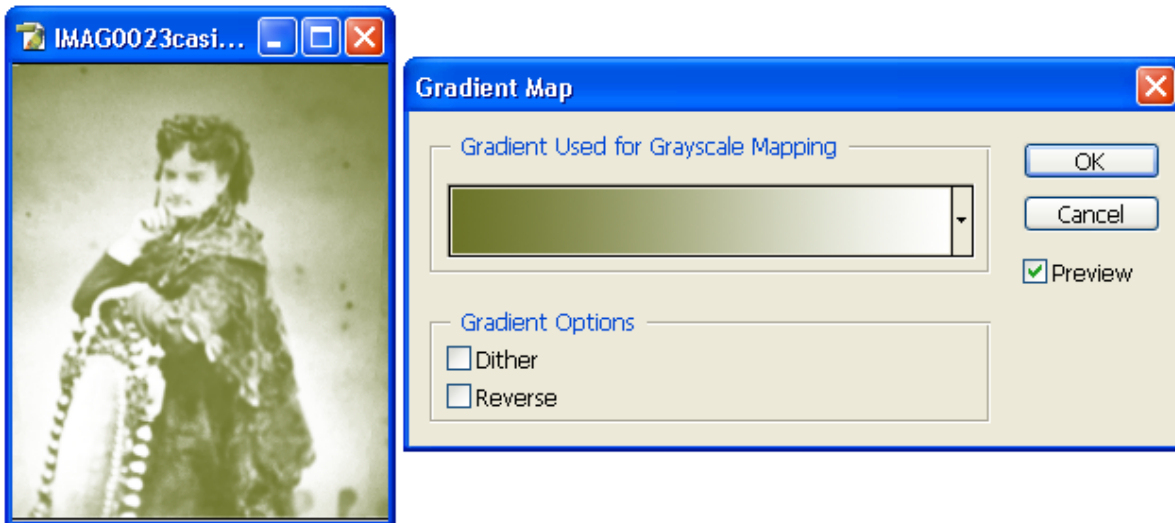 IMAG0023casi...
Gradient Map
Gradient Used for Grayscale Mapping
OK
Cancel
Preview
Gradient Options
Dither
Reverse